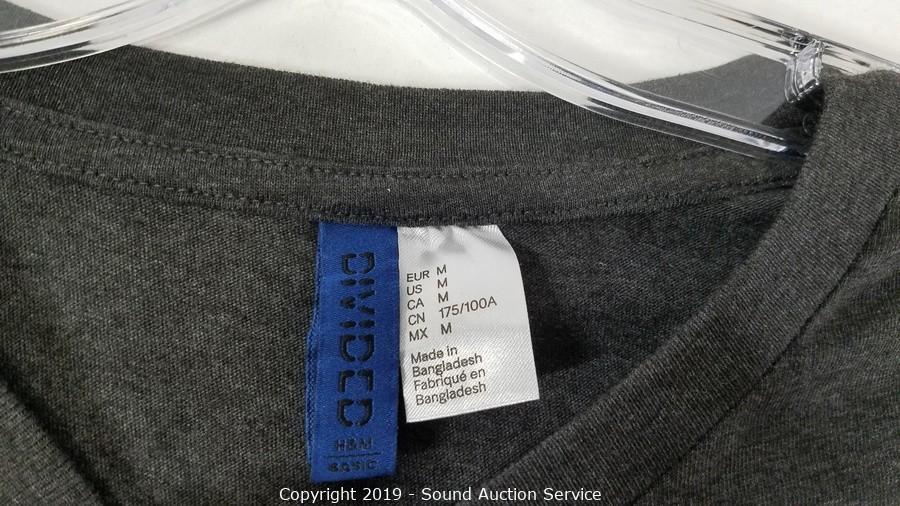 DIVIDED
H&M
BASIC
EUR M
US M
CA M
CN 175/100A
MX M
Made in
Bangladesh
Fabriqué en
Bangladesh
Copyright 2019 - Sound Auction Service